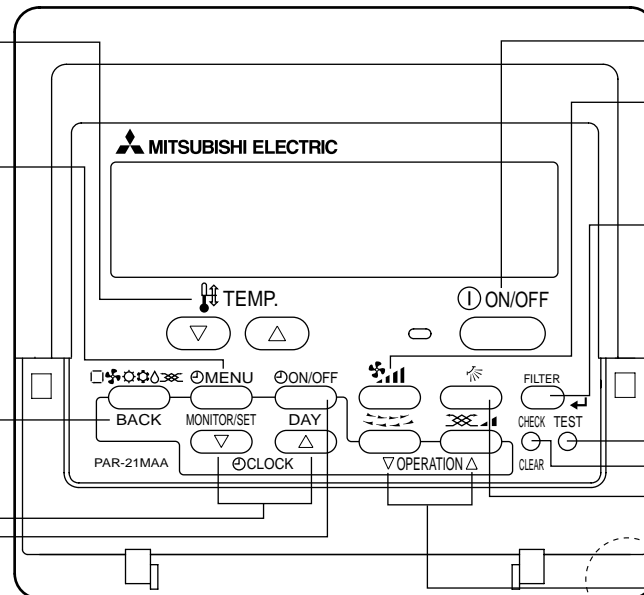 MITSUBISHI ELECTRIC
TEMP.
ON/OFF
MENU
ON/OFF
FILTER
BACK
MONITOR/SET
DAY
CHECK
TEST
PAR-21MAA
CLOCK
OPERATION
CLEAR